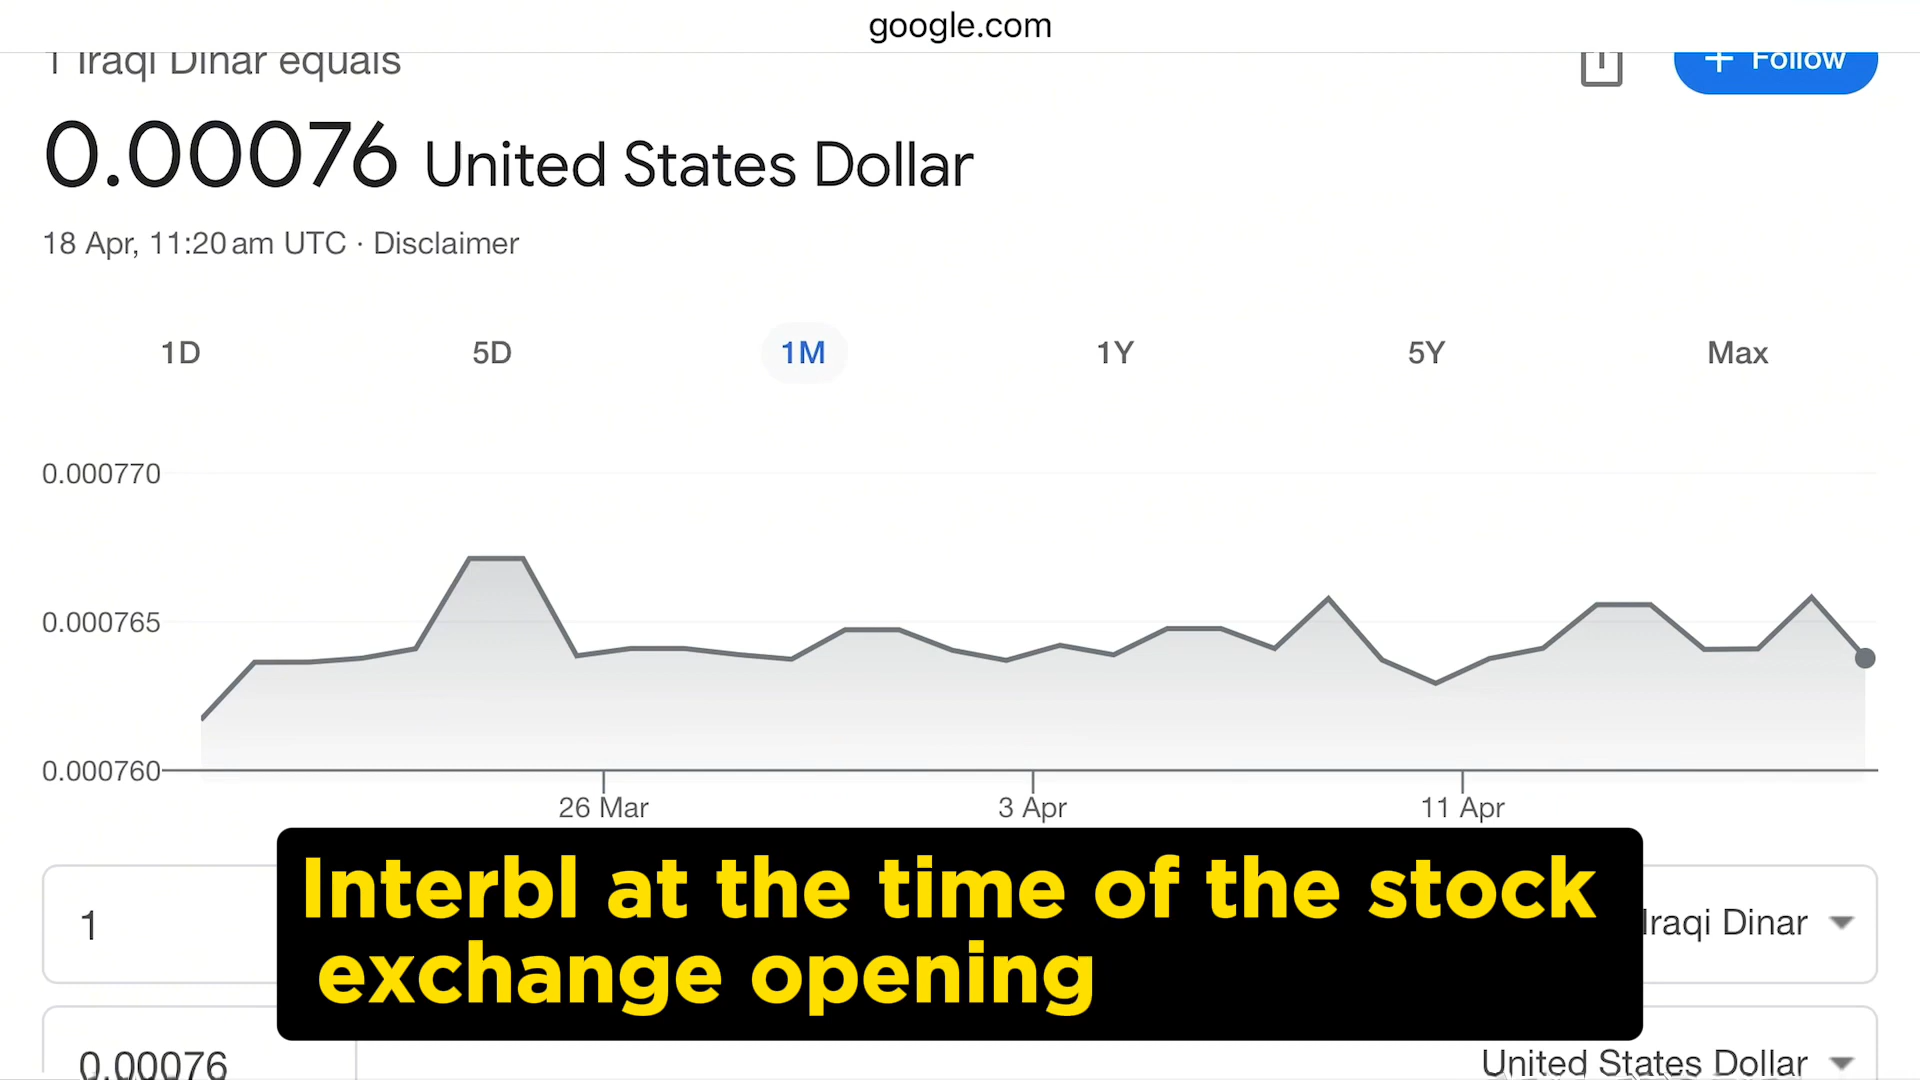 google.com
1 Iraqi Dinar equals
+ Follow
0.00076 United States Dollar
18 Apr, 11:20 am UTC · Disclaimer
1D 5D 1M 1Y 5Y Max
0.000770
0.000765
0.000760
26 Mar 3 Apr 11 Apr
Interbl at the time of the stock
exchange opening
1 Iraqi Dinar
0.00076 United States Dollar